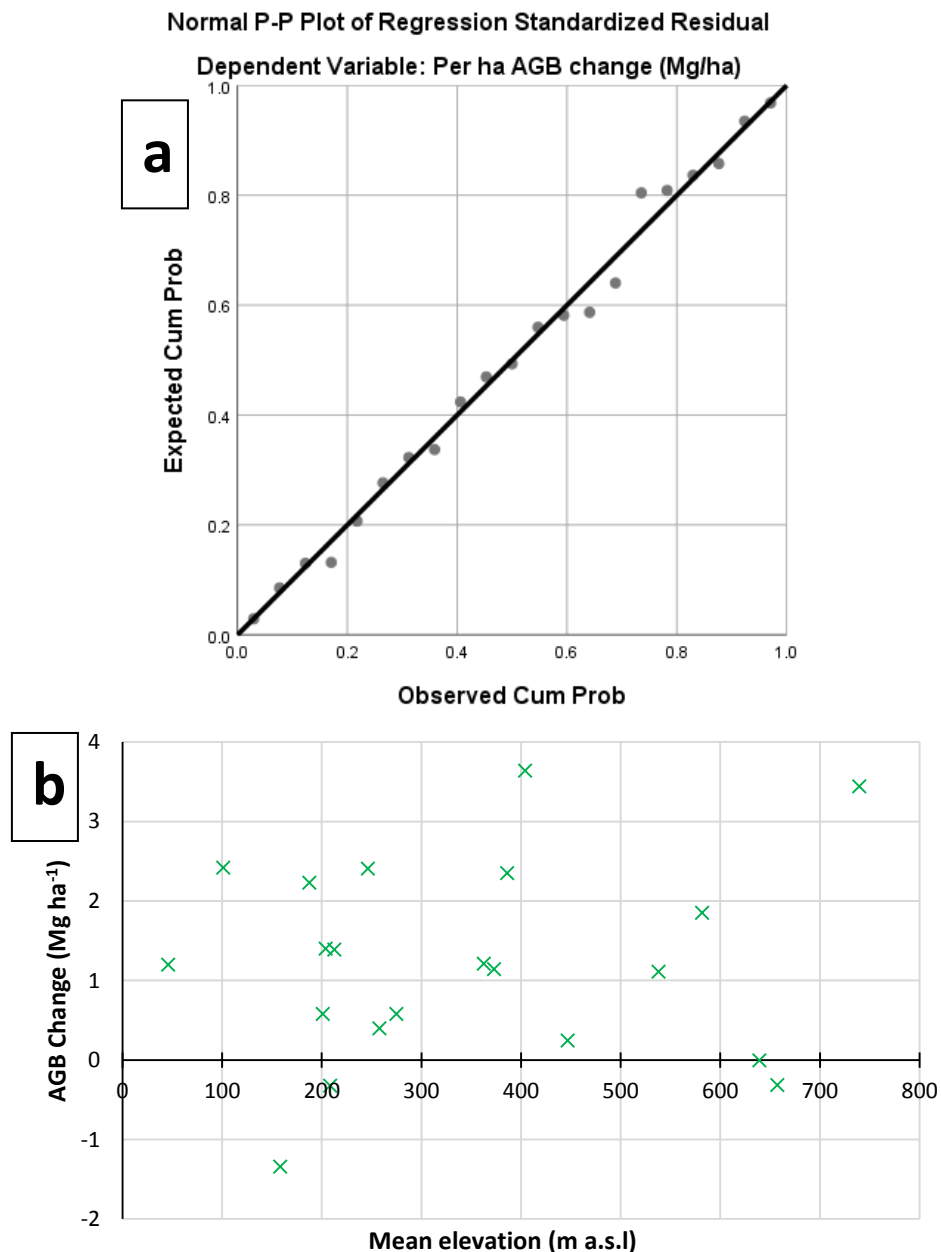 Normal P-P Plot of Regression Standardized Residual
Dependent Variable: Per ha AGB change (Mg/ha)
a
1.0
0.8
0.6
0.4
0.2
0.0
Expected Cum Prob
0.0 0.2 0.4 0.6 0.8 1.0
Observed Cum Prob
b
4
3
2
1
0
-1
-2
AGB Change (Mg ha⁻¹)
0 100 200 300 400 500 600 700 800
Mean elevation (m a.s.l)